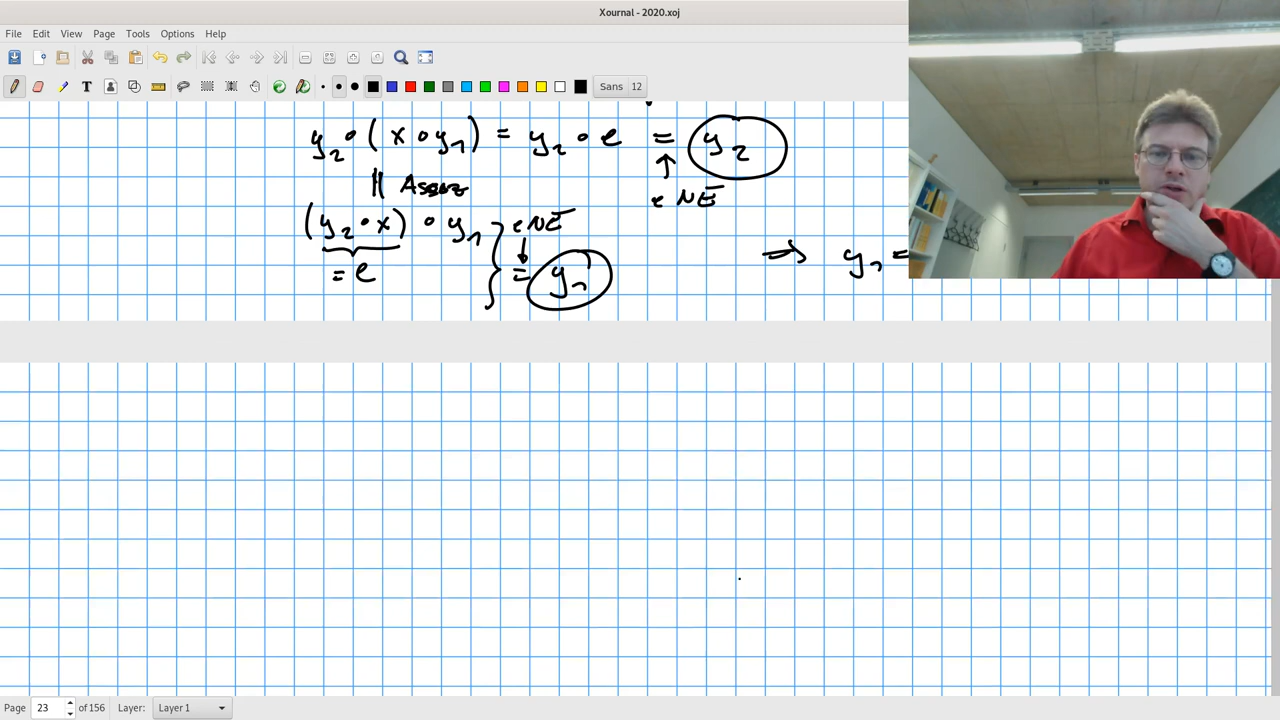 Xournal - 2020.xoj
File Edit View Page Tools Options Help
Sans 12
y₂ ∘ ( x ∘ y₁ ) = y₂ ∘ e = y₂
|| Assoz
↑
e NE
( y₂ ∘ x ) ∘ y₁ } e NE
↓
= e = y₁
⇒ y₁ =
Page 23 of 156 Layer: Layer 1